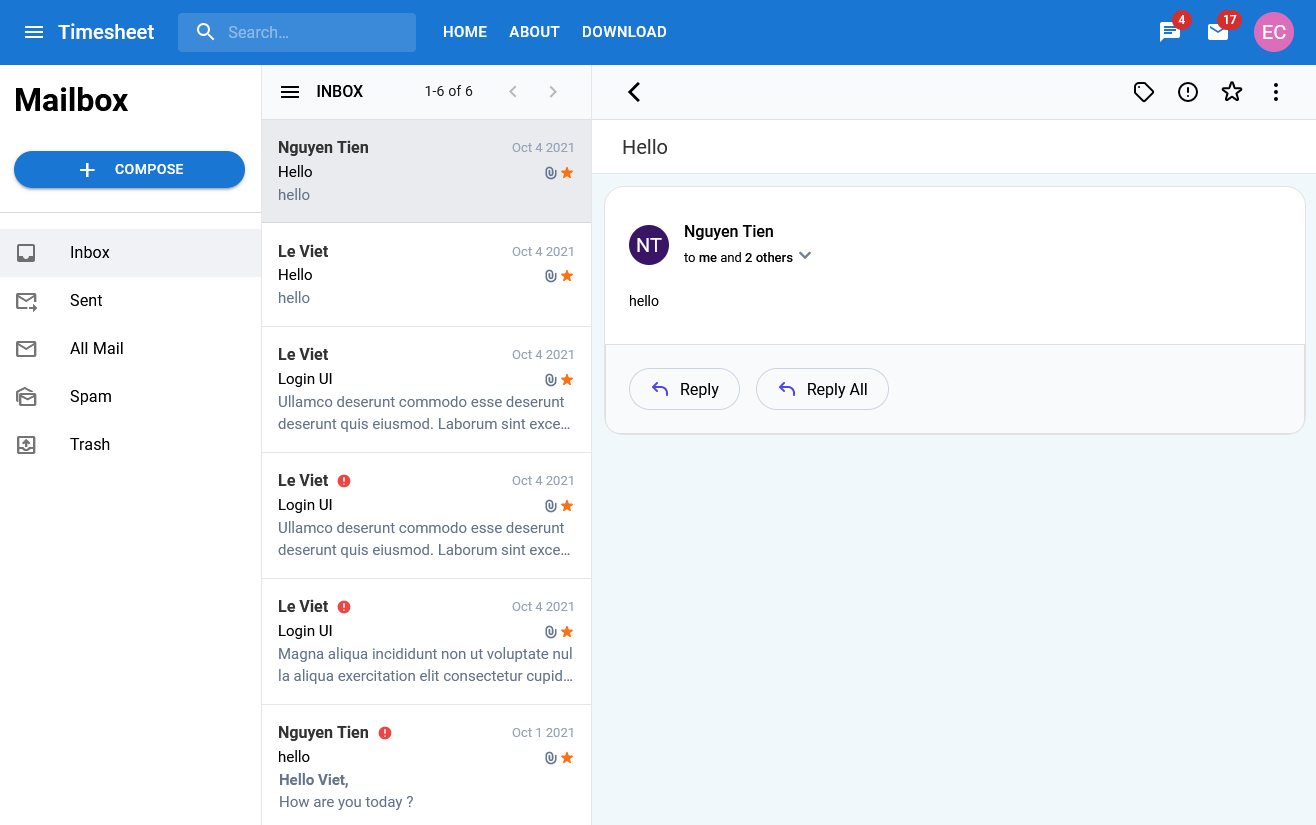 Timesheet
Search...
HOME
ABOUT
DOWNLOAD
4
17
EC
Mailbox
COMPOSE
Inbox
Sent
All Mail
Spam
Trash
INBOX
1-6 of 6
Nguyen Tien
Oct 4 2021
Hello
hello
Le Viet
Oct 4 2021
Hello
hello
Le Viet
Oct 4 2021
Login UI
Ullamco deserunt commodo esse deserunt
deserunt quis eiusmod. Laborum sint exce...
Le Viet
Oct 4 2021
Login UI
Ullamco deserunt commodo esse deserunt
deserunt quis eiusmod. Laborum sint exce...
Le Viet
Oct 4 2021
Login UI
Magna aliqua incididunt non ut voluptate nul
la aliqua exercitation elit consectetur cupid...
Nguyen Tien
Oct 1 2021
hello
Hello Viet,
How are you today ?
Hello
NT
Nguyen Tien
to me and 2 others
hello
Reply
Reply All